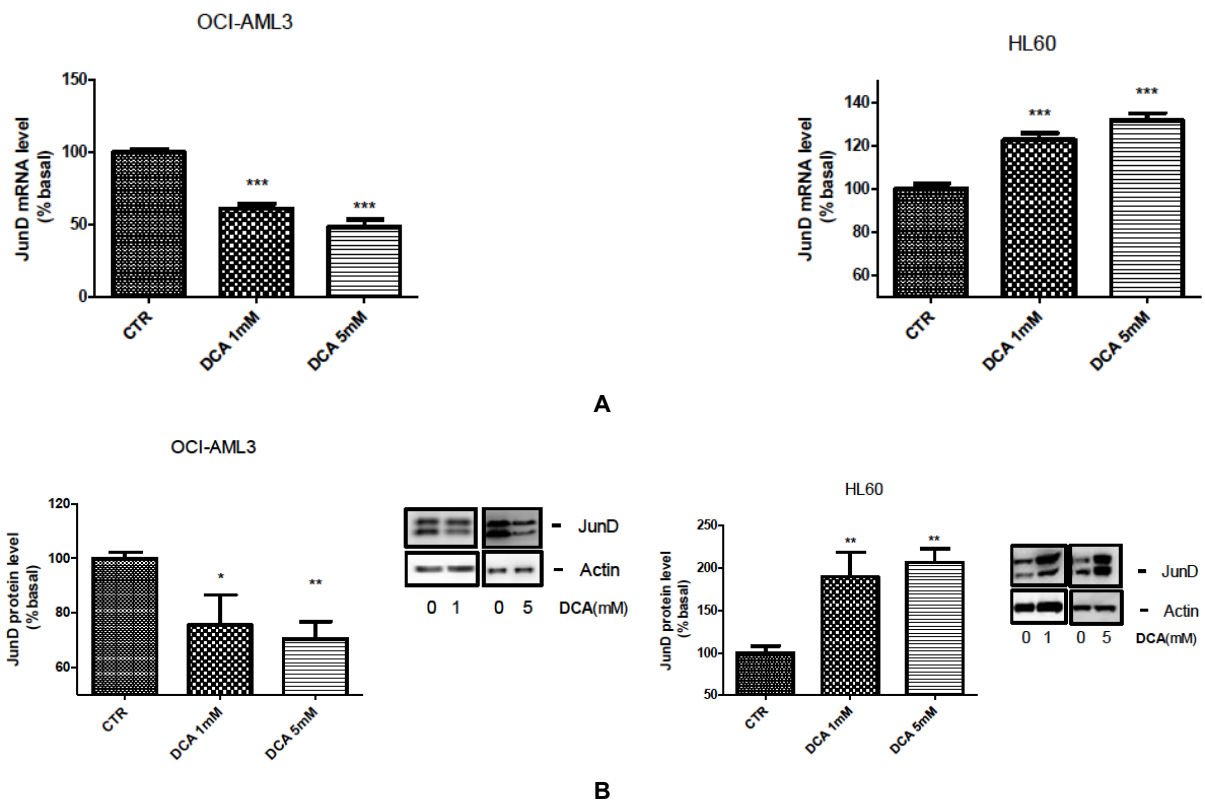 OCI-AML3
JunD mRNA level
(% basal)
150
100
50
0
***
***
CTR
DCA 1mM
DCA 5mM
HL60
JunD mRNA level
(% basal)
140
120
100
80
60
***
***
CTR
DCA 1mM
DCA 5mM
A
OCI-AML3
JunD protein level
(% basal)
120
100
80
60
*
**
CTR
DCA 1mM
DCA 5mM
- JunD
- Actin
0 1 0 5 DCA(mM)
HL60
JunD protein level
(% basal)
250
200
150
100
50
**
**
CTR
DCA 1mM
DCA 5mM
- JunD
- Actin
0 1 0 5 DCA(mM)
B